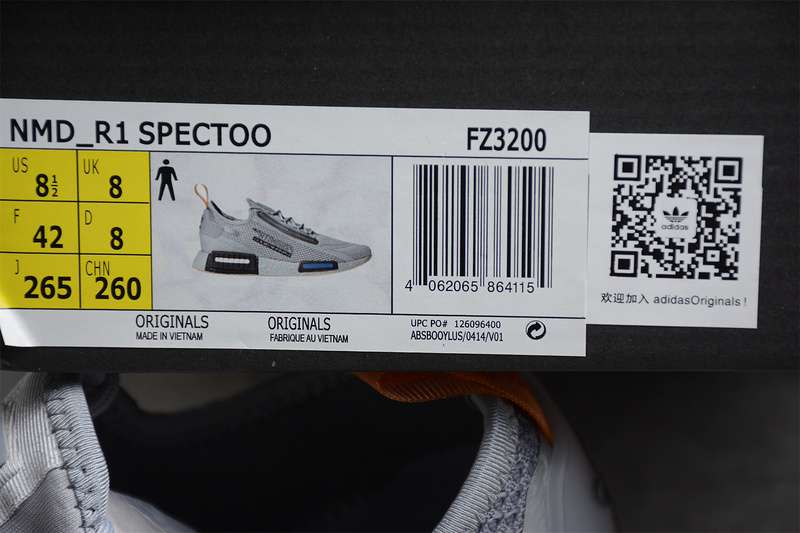 NMD_R1 SPECTOO FZ3200
US 8½ UK 8
F 42 D 8
J 265 CHN 260
4 062065 864115
ORIGINALS ORIGINALS
MADE IN VIETNAM FABRIQUE AU VIETNAM
UPC PO# 126096400
ABSBOOYLUS/0414/V01
adidas
欢迎加入 adidasOriginals!